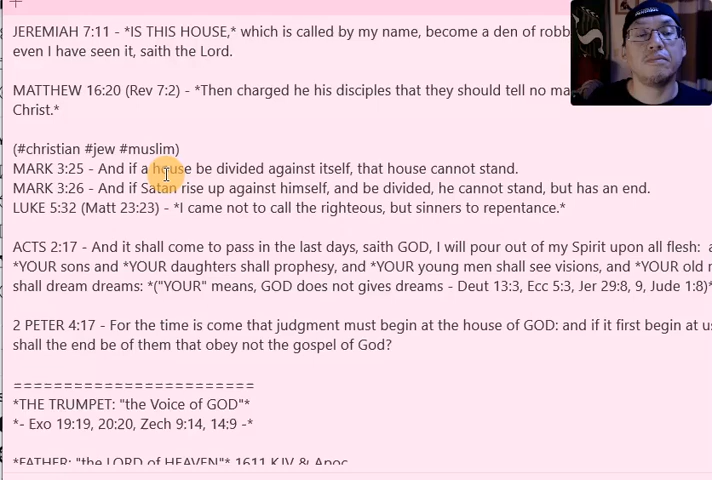 JEREMIAH 7:11 - *IS THIS HOUSE,* which is called by my name, become a den of robb
even I have seen it, saith the Lord.
MATTHEW 16:20 (Rev 7:2) - *Then charged he his disciples that they should tell no ma
Christ.*
(#christian #jew #muslim)
MARK 3:25 - And if a house be divided against itself, that house cannot stand.
MARK 3:26 - And if Satan rise up against himself, and be divided, he cannot stand, but has an end.
LUKE 5:32 (Matt 23:23) - *I came not to call the righteous, but sinners to repentance.*
ACTS 2:17 - And it shall come to pass in the last days, saith GOD, I will pour out of my Spirit upon all flesh: a
*YOUR sons and *YOUR daughters shall prophesy, and *YOUR young men shall see visions, and *YOUR old m
shall dream dreams: *("YOUR" means, GOD does not gives dreams - Deut 13:3, Ecc 5:3, Jer 29:8, 9, Jude 1:8)*
2 PETER 4:17 - For the time is come that judgment must begin at the house of GOD: and if it first begin at us
shall the end be of them that obey not the gospel of God?
========================
*THE TRUMPET: "the Voice of GOD"*
*- Exo 19:19, 20:20, Zech 9:14, 14:9 -*
*FATHER: "the LORD of HEAVEN"* 1611 KJV & Apoc